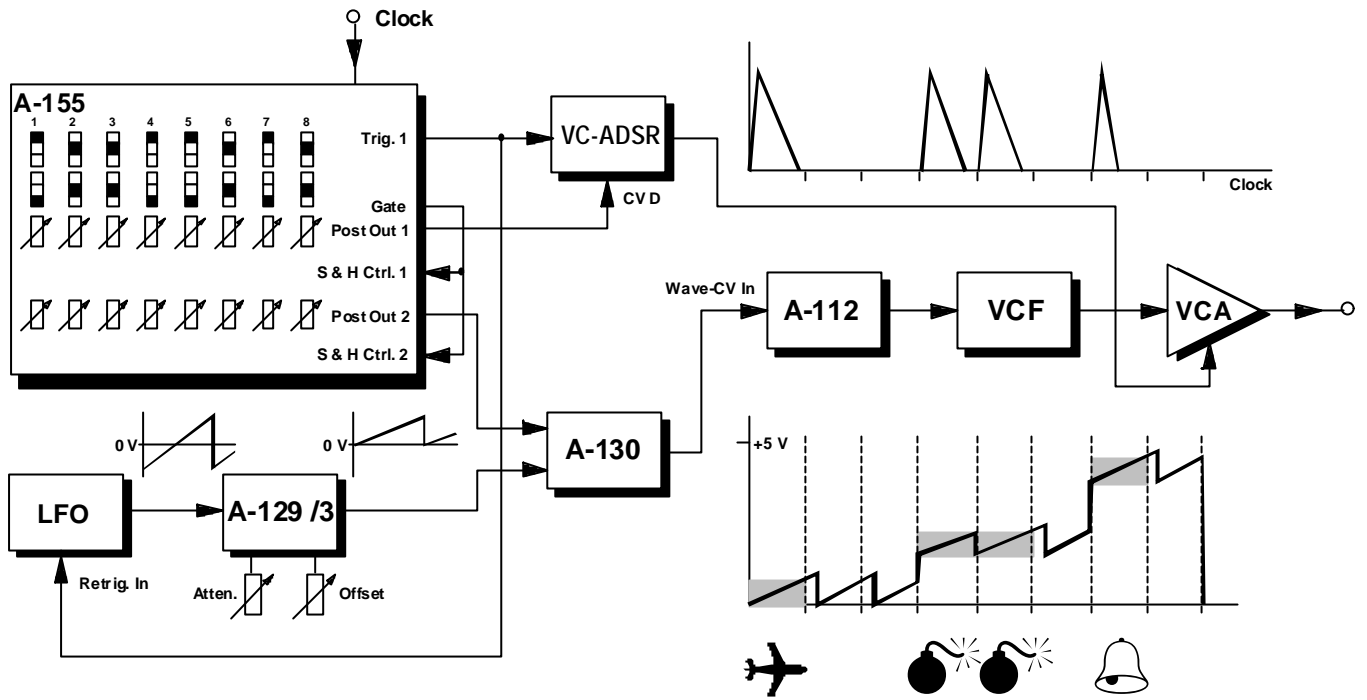 Clock
A-155
1 2 3 4 5 6 7 8
Trig. 1
Gate
Post Out 1
S & H Ctrl. 1
Post Out 2
S & H Ctrl. 2
VC-ADSR
CV D
Clock
Wave-CV In
A-112
VCF
VCA
0 V
0 V
LFO
A-129 /3
A-130
Retrig. In
Atten.
Offset
+5 V